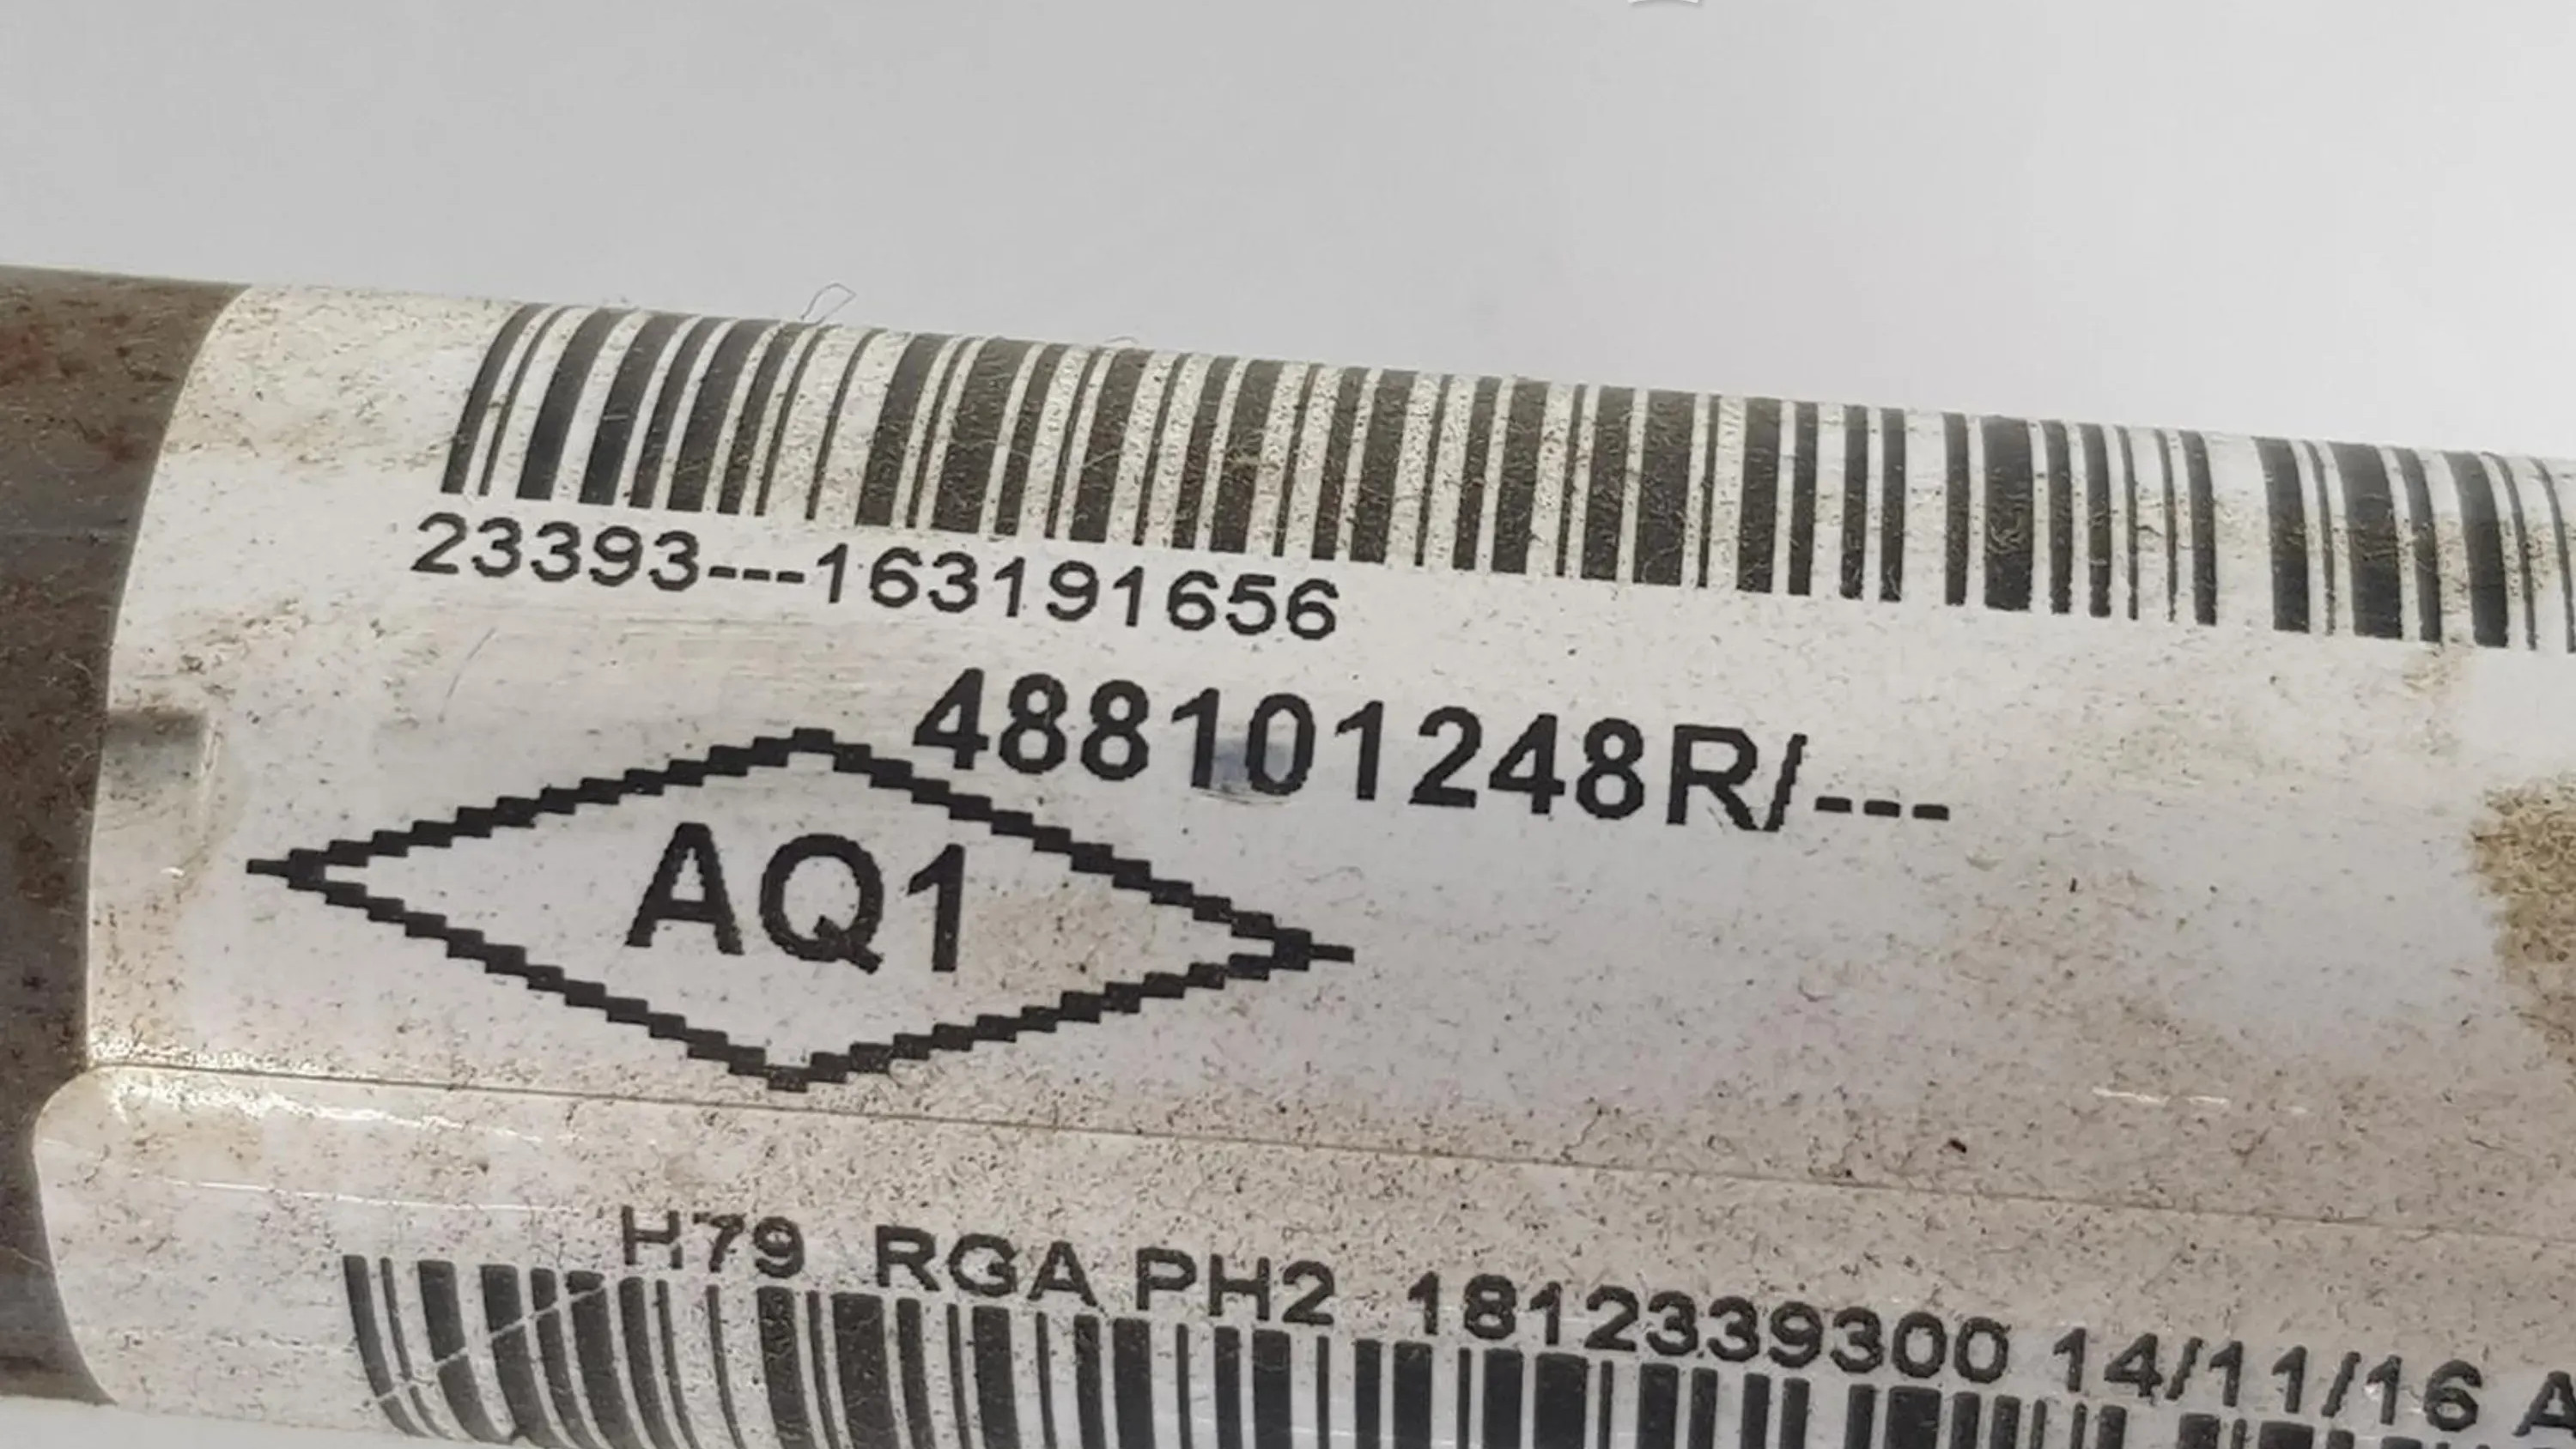 23393---163191656
488101248R/---
AQ1
H79 RGA PH2 1812339300 14/11/16 A